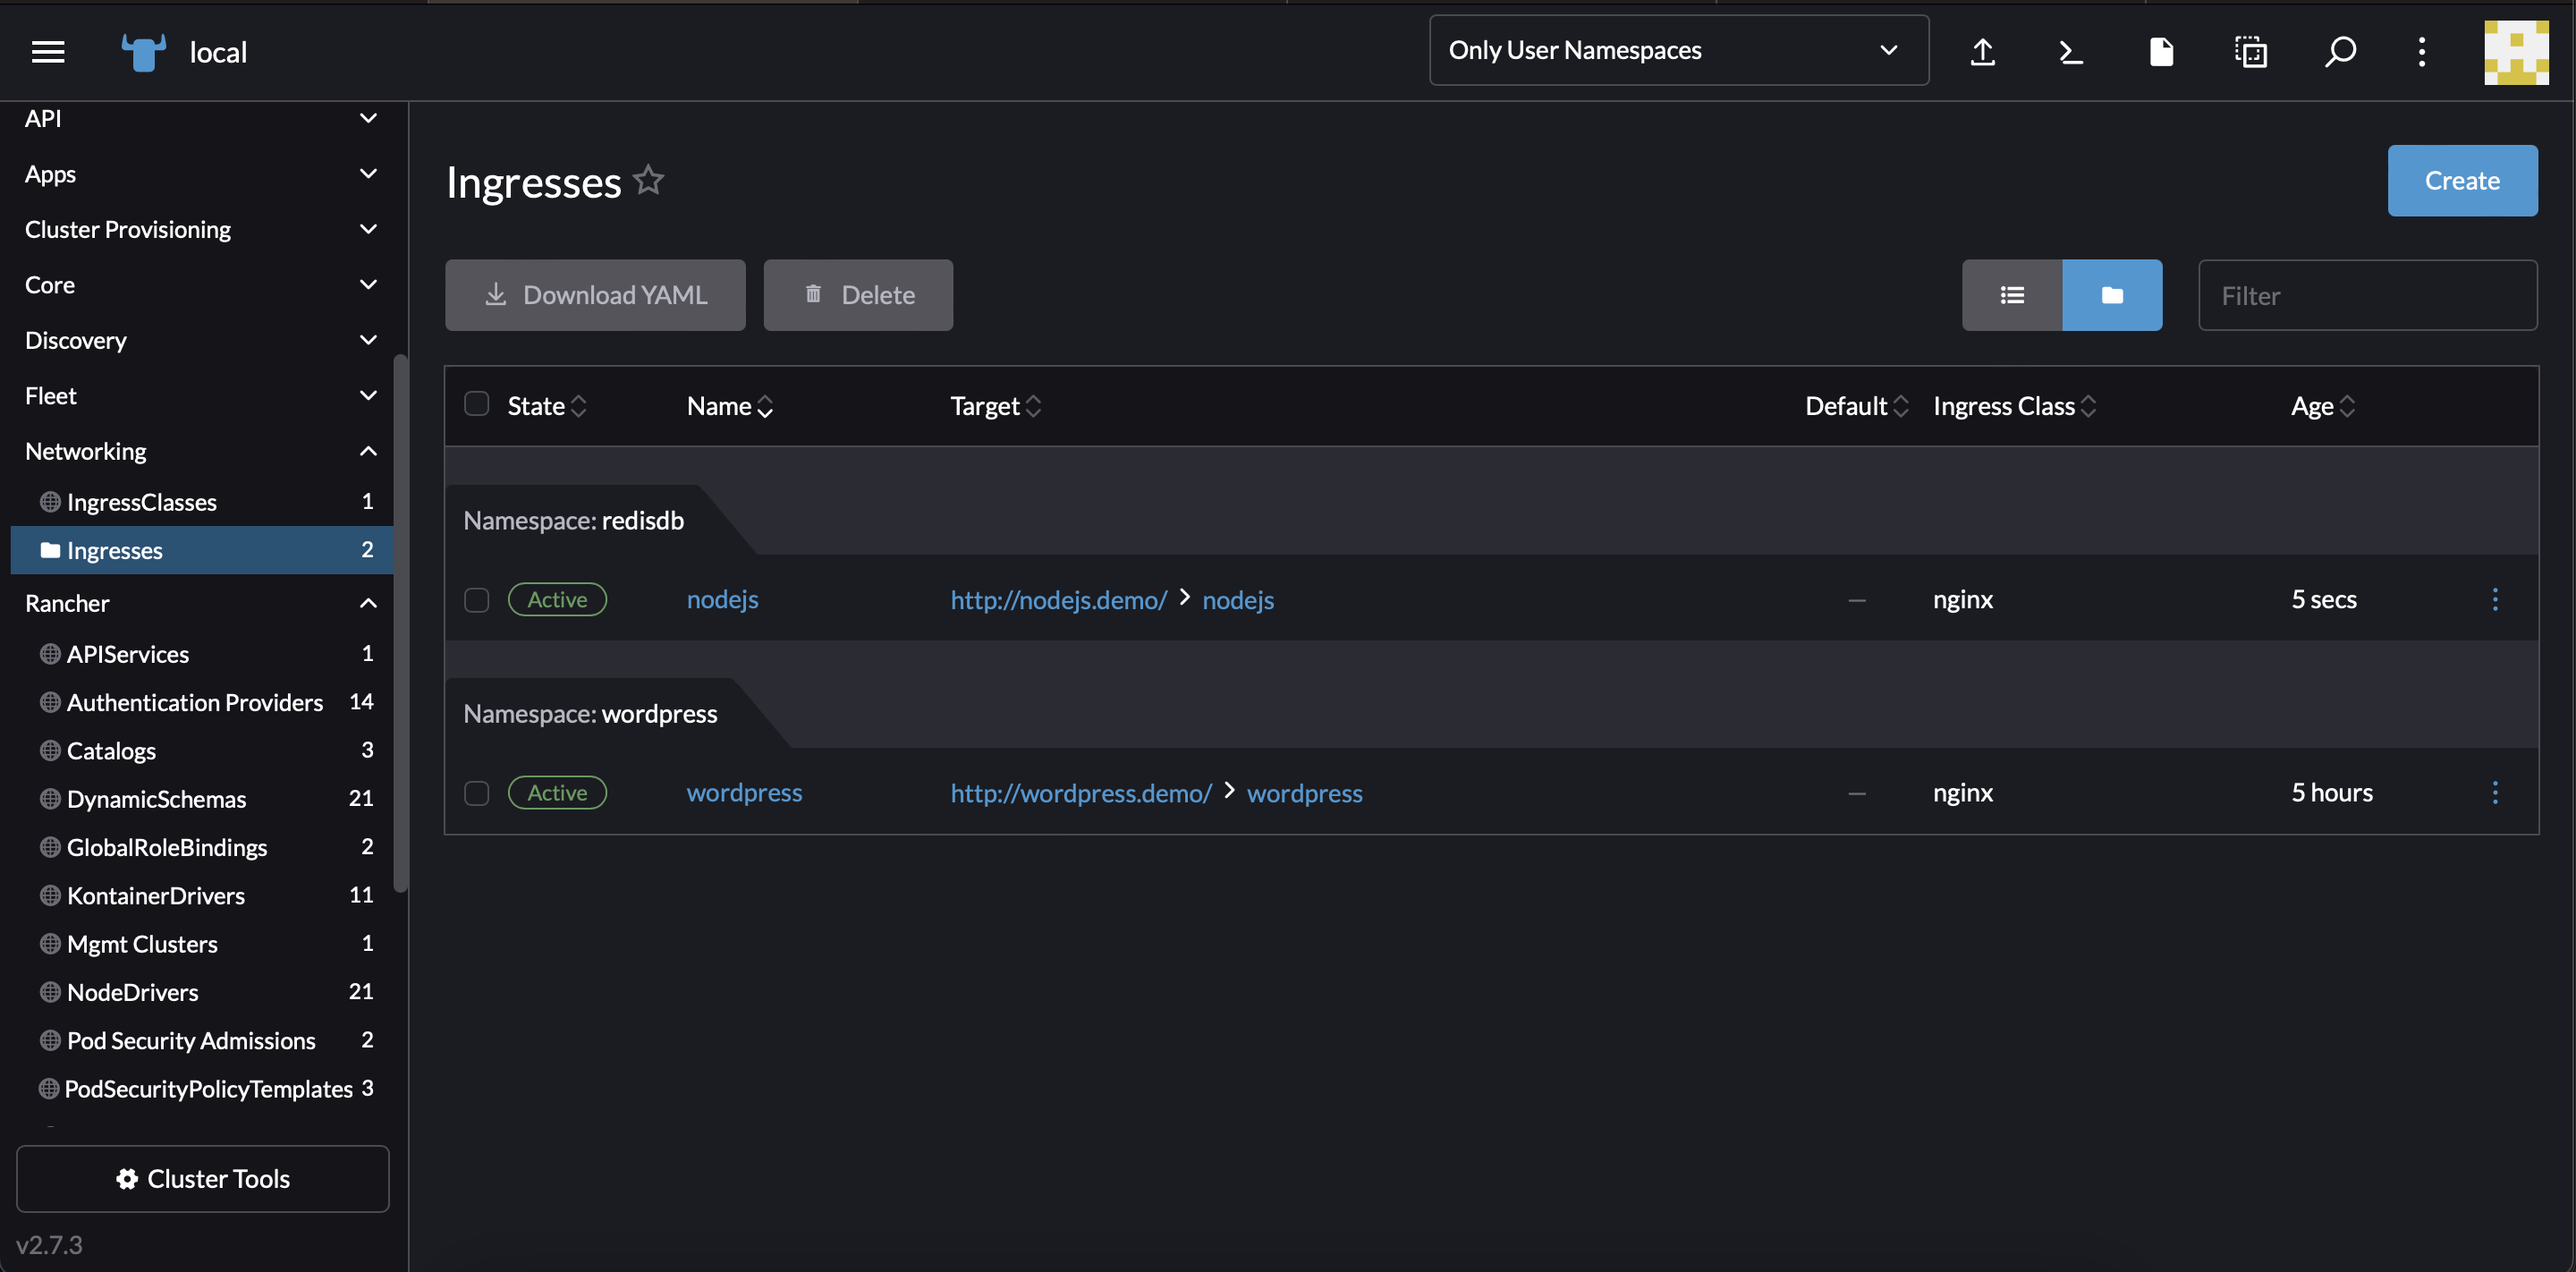 local
Only User Namespaces
API
Apps
Cluster Provisioning
Core
Discovery
Fleet
Networking
IngressClasses 1
Ingresses 2
Rancher
APIServices 1
Authentication Providers 14
Catalogs 3
DynamicSchemas 21
GlobalRoleBindings 2
KontainerDrivers 11
Mgmt Clusters 1
NodeDrivers 21
Pod Security Admissions 2
PodSecurityPolicyTemplates 3
Cluster Tools
v2.7.3
Ingresses
Create
Download YAML
Delete
Filter
State Name Target Default Ingress Class Age
Namespace: redisdb
Active nodejs http://nodejs.demo/ > nodejs — nginx 5 secs
Namespace: wordpress
Active wordpress http://wordpress.demo/ > wordpress — nginx 5 hours